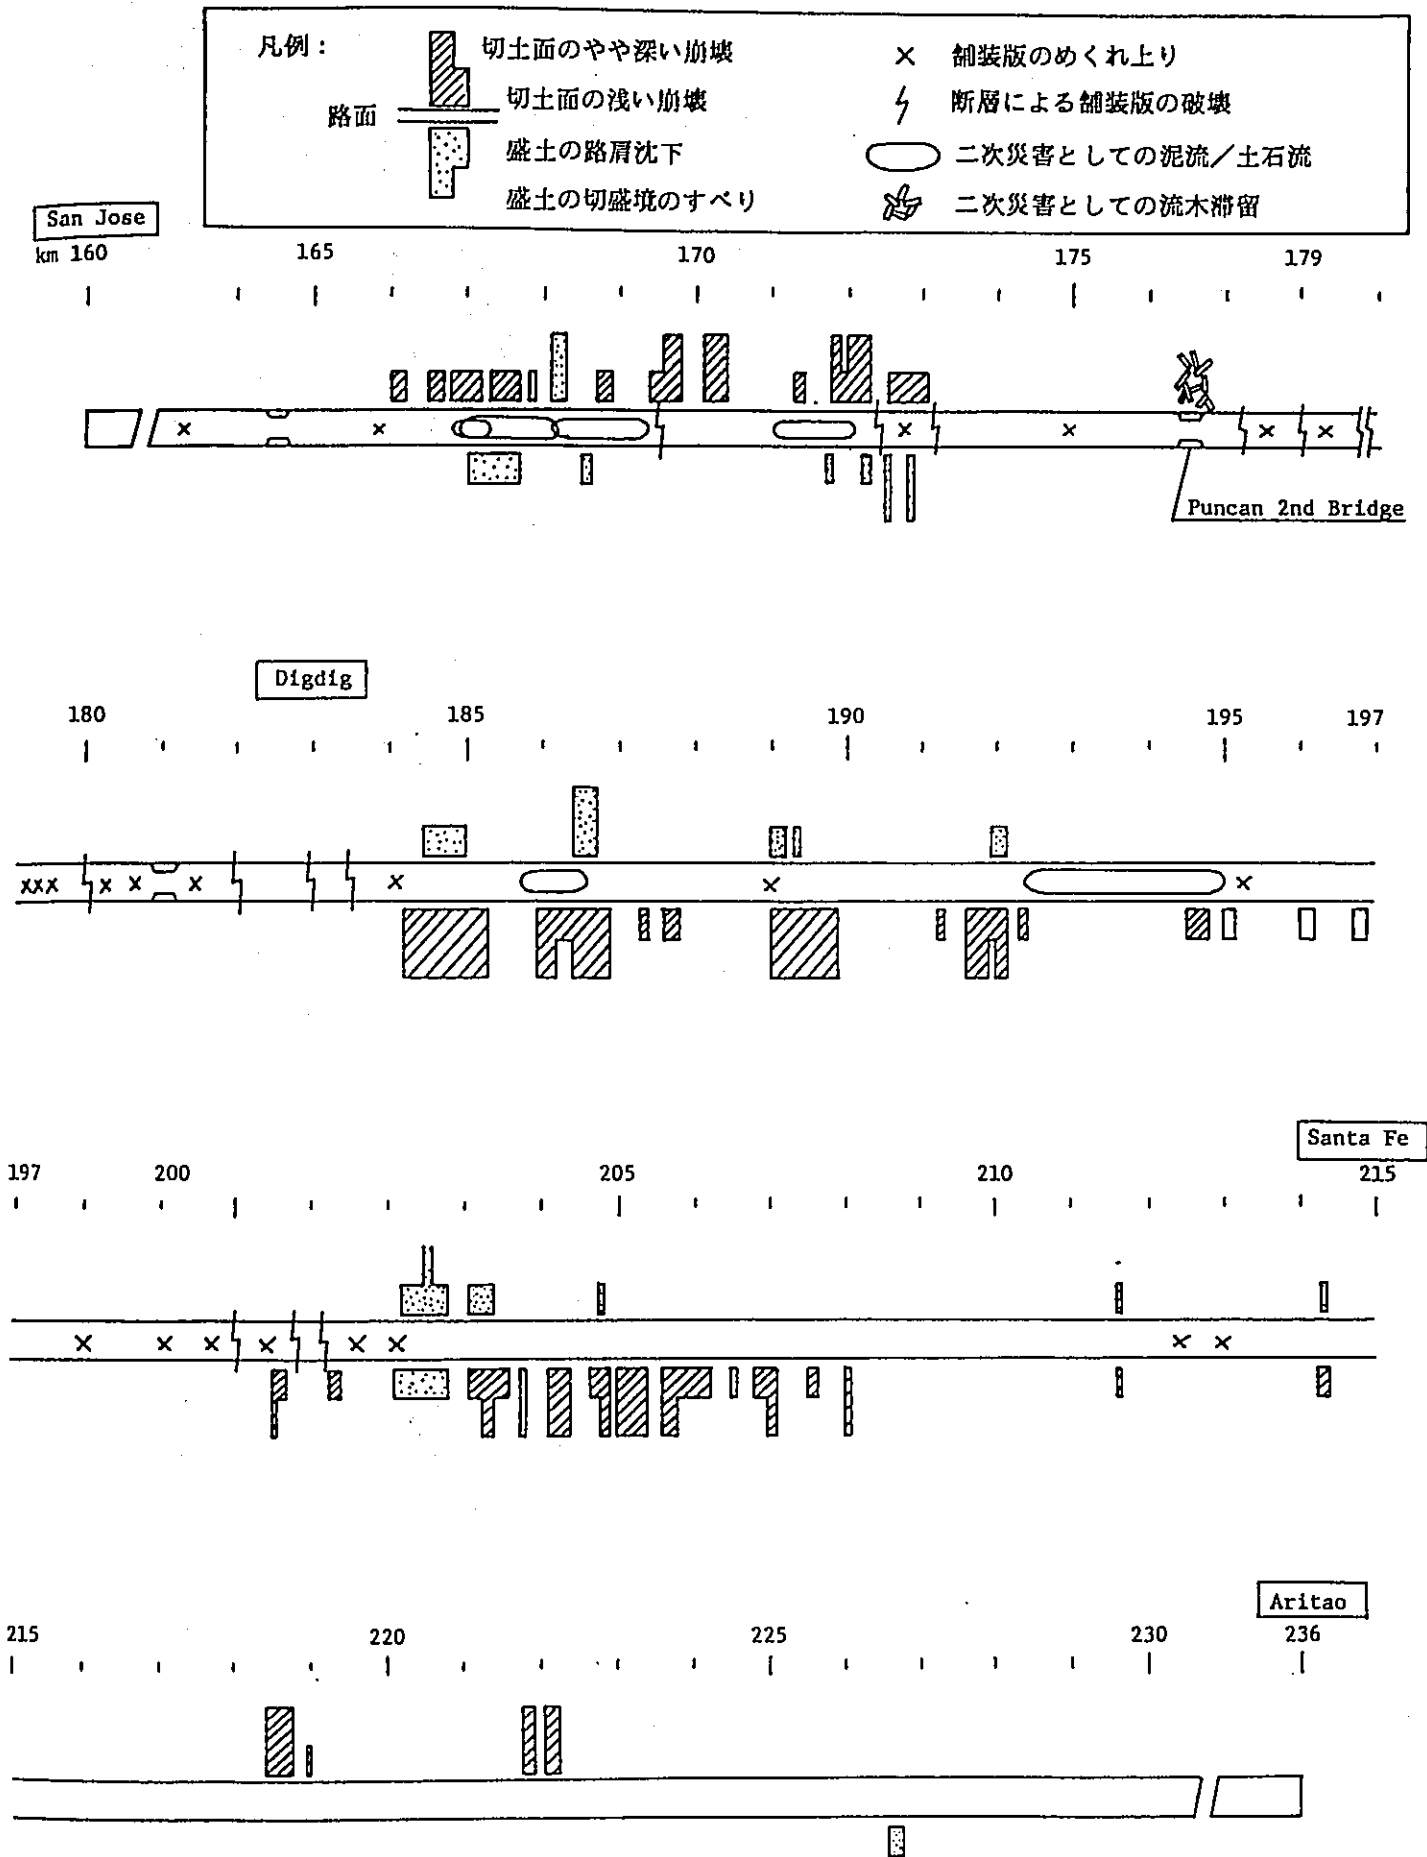 凡例：
切土面のやや深い崩壊
路面
切土面の浅い崩壊
盛土の路肩沈下
盛土の切盛境のすべり
舗装版のめくれ上り
断層による舗装版の破壊
二次災害としての泥流／土石流
二次災害としての流木滞留
San Jose
km 160 165 170 175 179
Puncan 2nd Bridge
Digdig
180 185 190 195 197
Santa Fe
197 200 205 210 215
Aritao
215 220 225 230 236